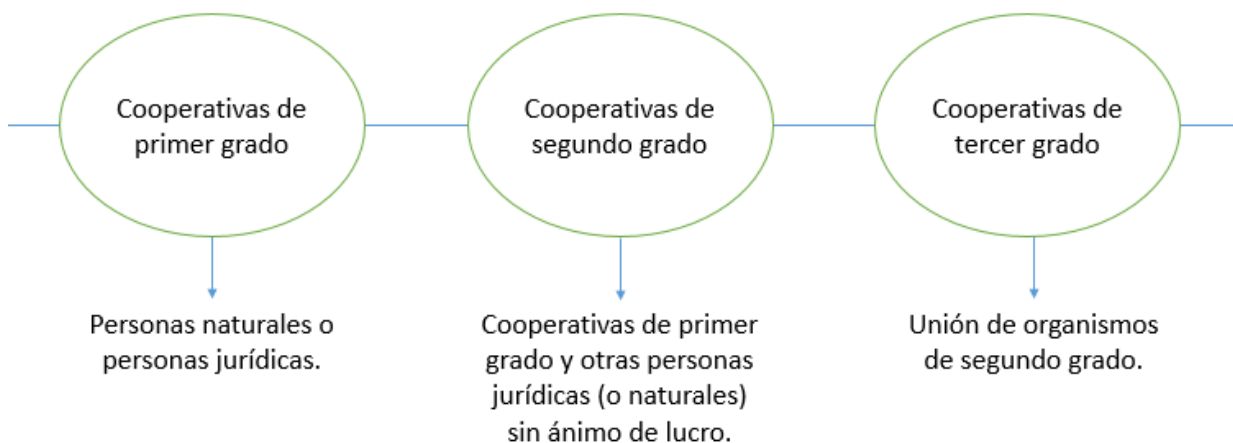 Cooperativas de
primer grado
Cooperativas de
segundo grado
Cooperativas de
tercer grado
Personas naturales o
personas jurídicas.
Cooperativas de primer
grado y otras personas
jurídicas (o naturales)
sin ánimo de lucro.
Unión de organismos
de segundo grado.